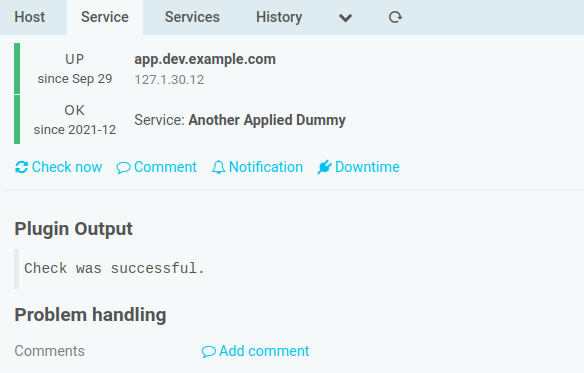 Host Service Services History
UP
since Sep 29
app.dev.example.com
127.1.30.12
OK
since 2021-12
Service: Another Applied Dummy
Check now Comment Notification Downtime
Plugin Output
Check was successful.
Problem handling
Comments Add comment